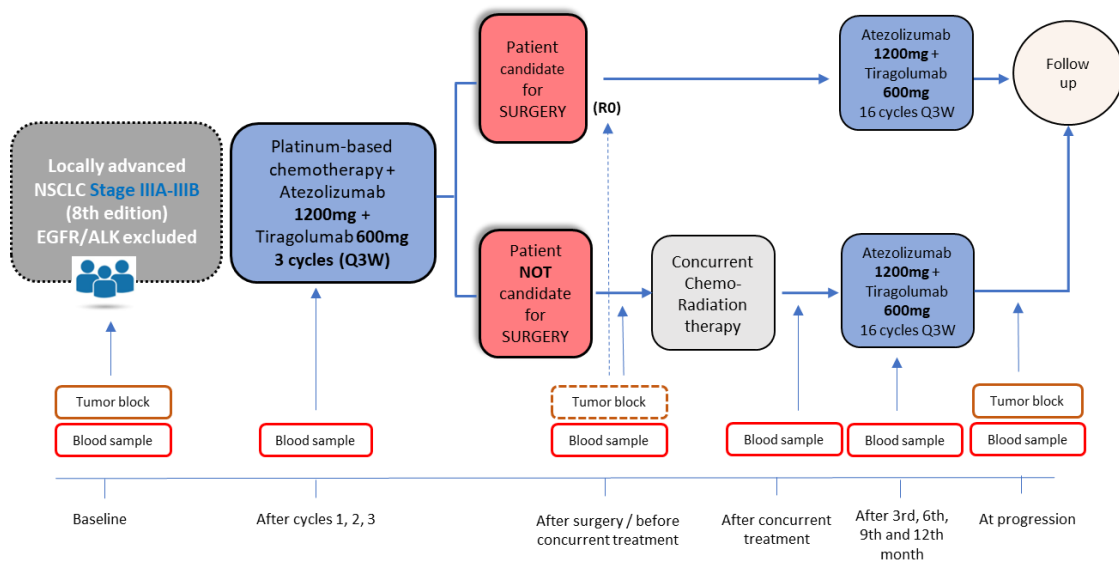 Locally advanced
NSCLC Stage IIIA-IIIB
(8th edition)
EGFR/ALK excluded
Platinum-based
chemotherapy +
Atezolizumab
1200mg +
Tiragolumab 600mg
3 cycles (Q3W)
Patient
candidate
for
SURGERY
(R0)
Atezolizumab
1200mg +
Tiragolumab
600mg
16 cycles Q3W
Follow
up
Patient
NOT
candidate
for
SURGERY
Concurrent
Chemo-
Radiation
therapy
Atezolizumab
1200mg +
Tiragolumab
600mg
16 cycles Q3W
Tumor block
Blood sample
Blood sample
Tumor block
Blood sample
Blood sample
Blood sample
Tumor block
Blood sample
Baseline
After cycles 1, 2, 3
After surgery / before
concurrent treatment
After concurrent
treatment
After 3rd, 6th,
9th and 12th
month
At progression